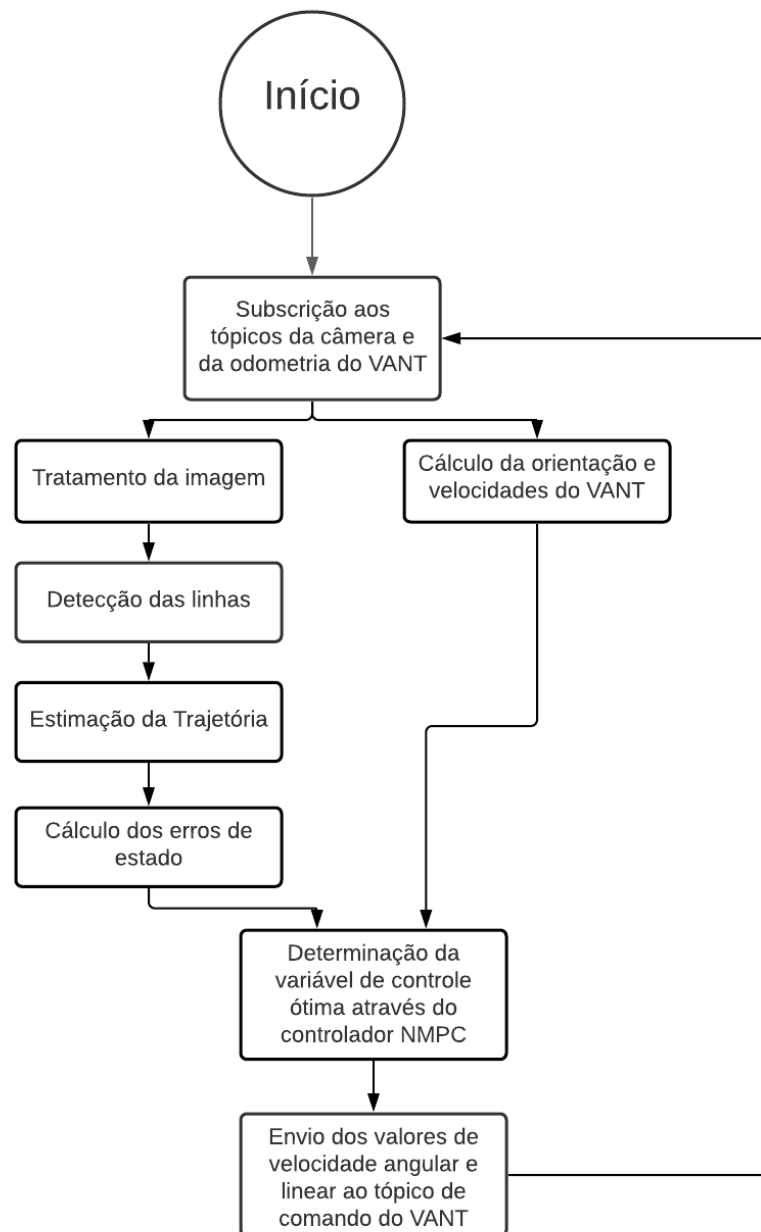 Início
Subscrição aos
tópicos da câmera e
da odometria do VANT
Tratamento da imagem
Cálculo da orientação e
velocidades do VANT
Detecção das linhas
Estimação da Trajetória
Cálculo dos erros de
estado
Determinação da
variável de controle
ótima através do
controlador NMPC
Envio dos valores de
velocidade angular e
linear ao tópico de
comando do VANT